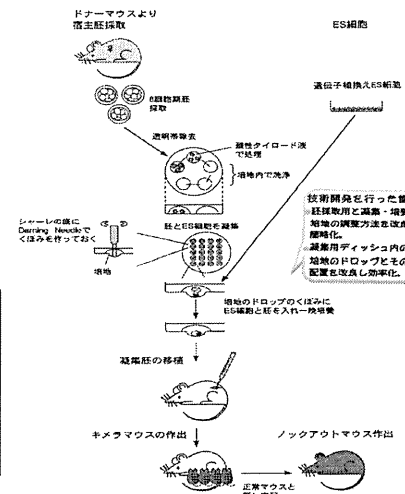 ドナーマウスより
宿主胚採取
ES細胞
8細胞期胚
採取
遺伝子組換えES細胞
透明帯除去
酸性タイロード液
で処理
培地内で洗浄
胚とES細胞を凝集
シャーレの底に
Darning Needleで
くぼみを作っておく
培地
技術開発を行った
胚採取用と凝集・培
培地の調整方法を改
簡略化。
凝集用ディッシュ内の
培地のドロップとその
配置を改良し効率化。
培地のドロップのくぼみに
ES細胞と胚を入れ一晩培養
凝集胚の移植
キメラマウスの作出
ノックアウトマウス作出
正常マウスと